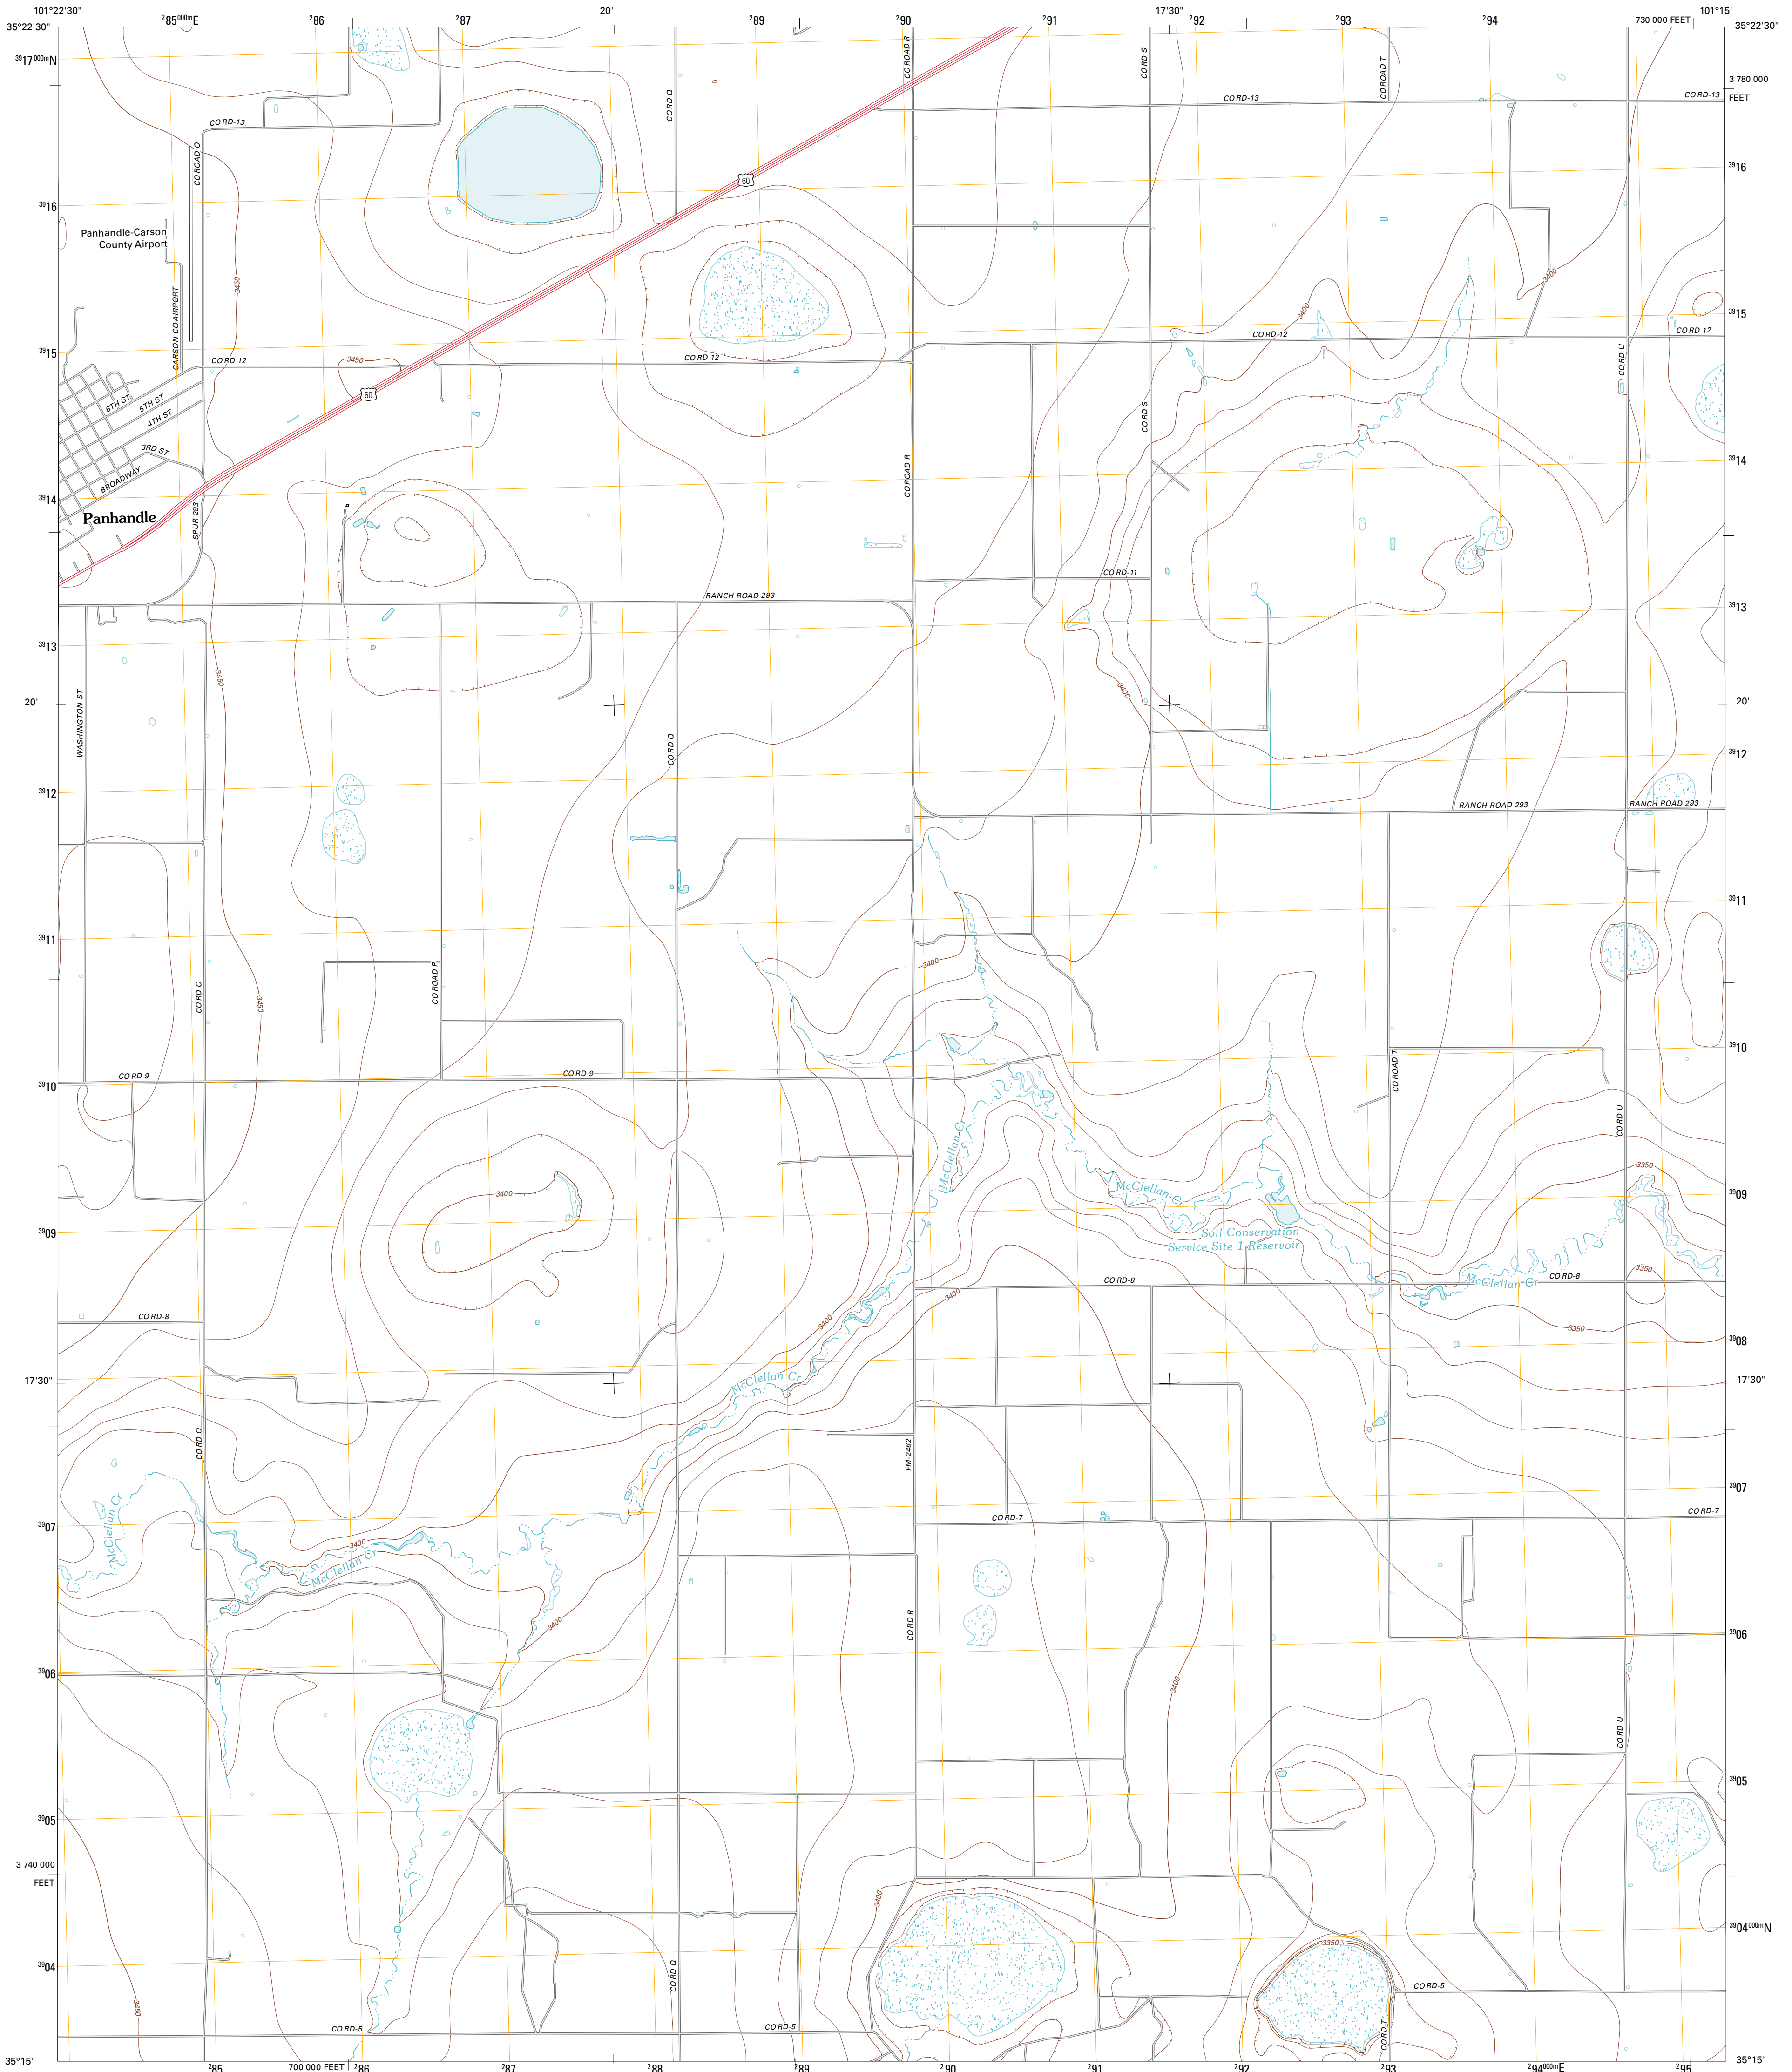 101°22'30"
²85⁰⁰⁰ᵐE
²86
²87
20'
²89
²90
²91
17'30"
²92
²93
²94
730 000 FEET
101°15'
35°22'30"
35°22'30"
³⁹17⁰⁰⁰ᵐN
3 780 000
FEET
CO ROAD R
CO RD S
CO ROAD T
CO RD Q
CO RD-13
CO RD-13
CO RD-13
CO ROAD O
60
³⁹16
³⁹16
Panhandle-Carson
County Airport
3450
3400
3400
CARSON CO AIRPORT
³⁹15
³⁹15
CO RD 12
3450
CO RD 12
CO RD-12
CO RD 12
CO RD U
60
6TH ST
5TH ST
4TH ST
3RD ST
BROADWAY
CO RD S
CO ROAD R
³⁹14
³⁹14
Panhandle
SPUR 293
CO RD-11
RANCH ROAD 293
³⁹13
³⁹13
3450
3400
WASHINGTON ST
20'
20'
CO RD Q
³⁹12
³⁹12
RANCH ROAD 293
RANCH ROAD 293
³⁹11
³⁹11
3400
CO RD O
3450
CO ROAD P
CO ROAD T
³⁹10
³⁹10
CO RD 9
CO RD 9
CO RD U
McClellan Cr
3350
3400
McClellan Cr
³⁹09
³⁹09
Soil Conservation
Service Site 1 Reservoir
3350
McClellan Cr
CO RD-8
CO RD-8
3400
CO RD-8
3400
3350
³⁹08
McClellan Cr
17'30"
17'30"
CO RD O
FM-2462
³⁹07
³⁹07
McClellan Cr
CO RD-7
CO RD-7
3400
McClellan Cr
3400
CO RD R
³⁹06
³⁹06
3400
CO RD U
³⁹05
³⁹05
3 740 000
FEET
3400
³⁹04⁰⁰⁰ᵐN
³⁹04
3350
CO RD Q
CO RD-5
3450
CO RD-5
CO RD-5
CO RD T
35°15'
35°15'
²85
700 000 FEET
²86
²87
²88
²89
²90
²91
²92
²93
²94⁰⁰⁰ᵐE
²95